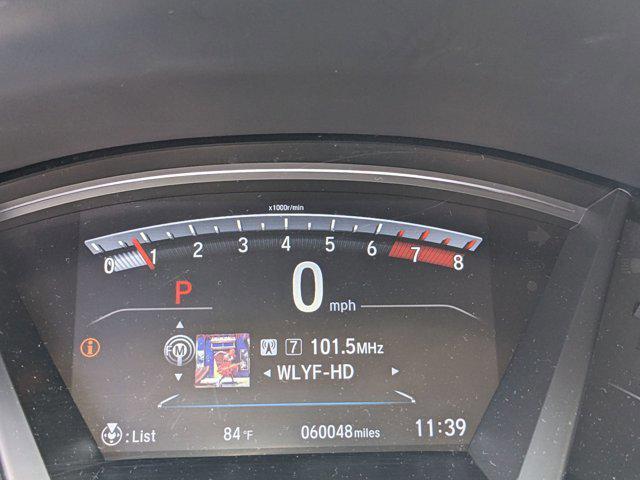 x1000r/min
0 1 2 3 4 5 6 7 8
P
0 mph
i
FM 7 101.5MHz
WLYF-HD
: List 84°F 060048miles 11:39